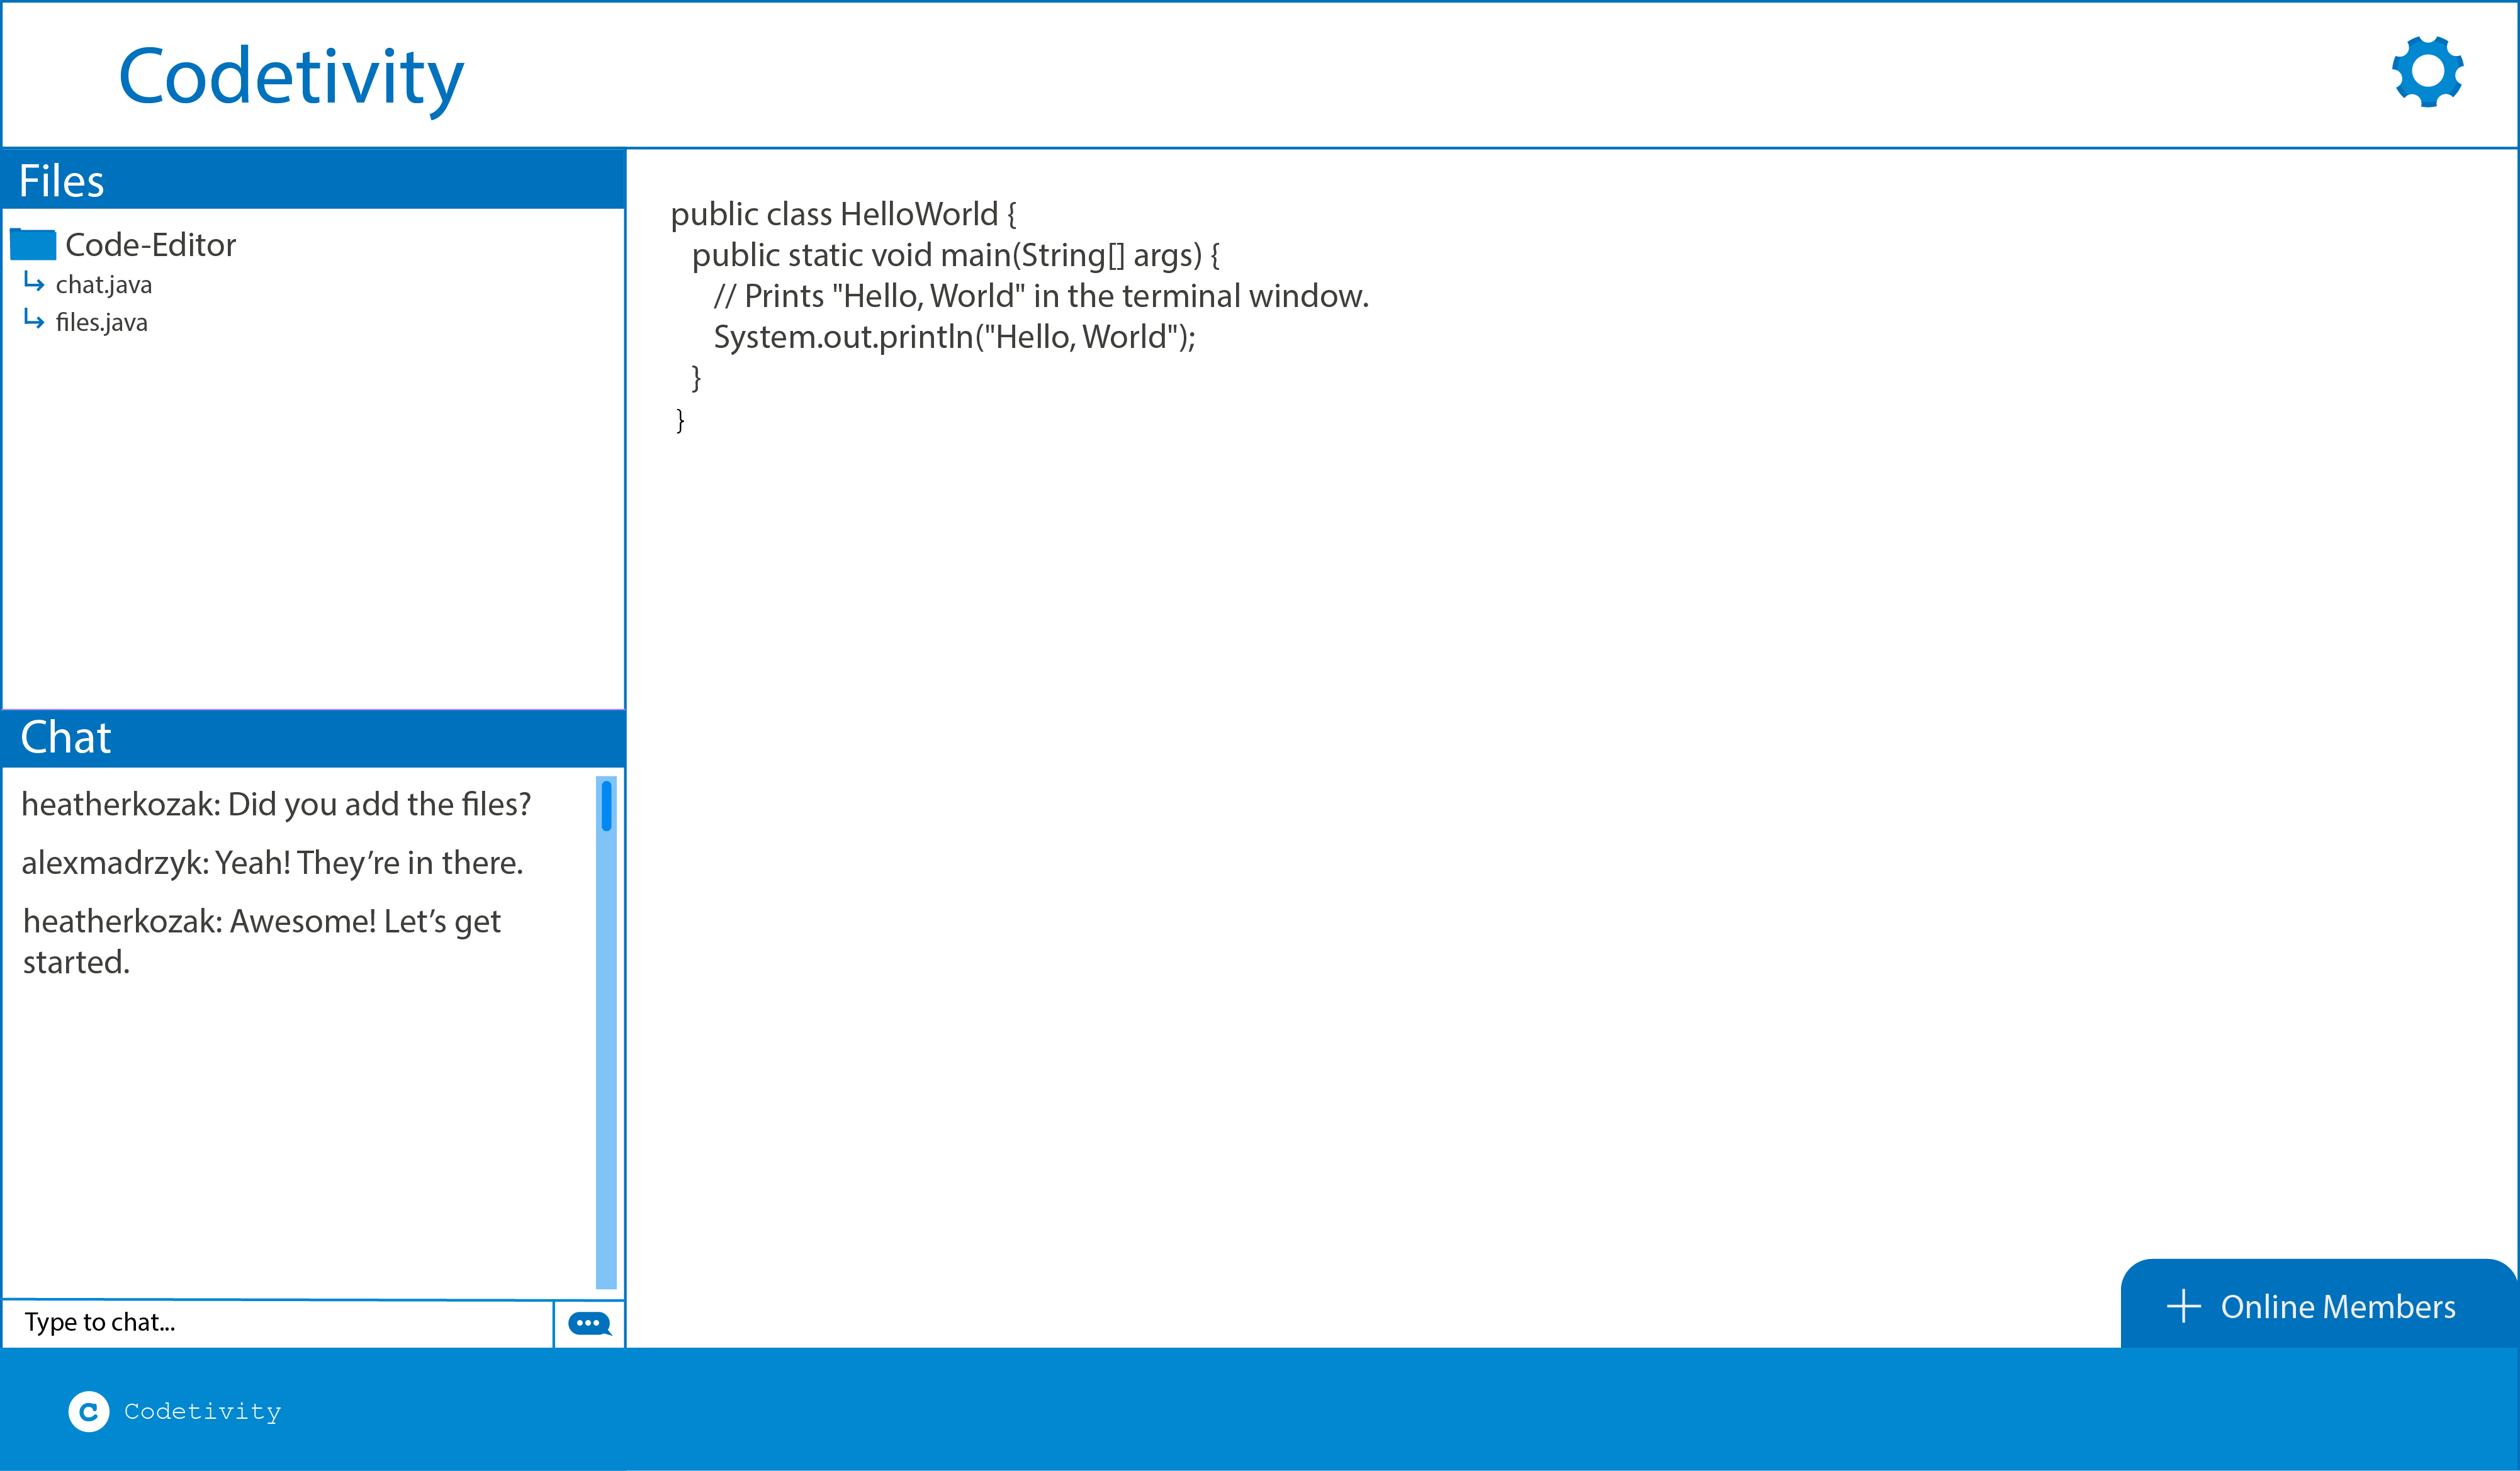 Codetivity
Files
Code-Editor
chat.java
files.java
public class HelloWorld {
public static void main(String[] args) {
// Prints "Hello, World" in the terminal window.
System.out.println("Hello, World");
}
}
Chat
heatherkozak: Did you add the files?
alexmadrzyk: Yeah! They’re in there.
heatherkozak: Awesome! Let’s get
started.
Type to chat...
Online Members
C Codetivity